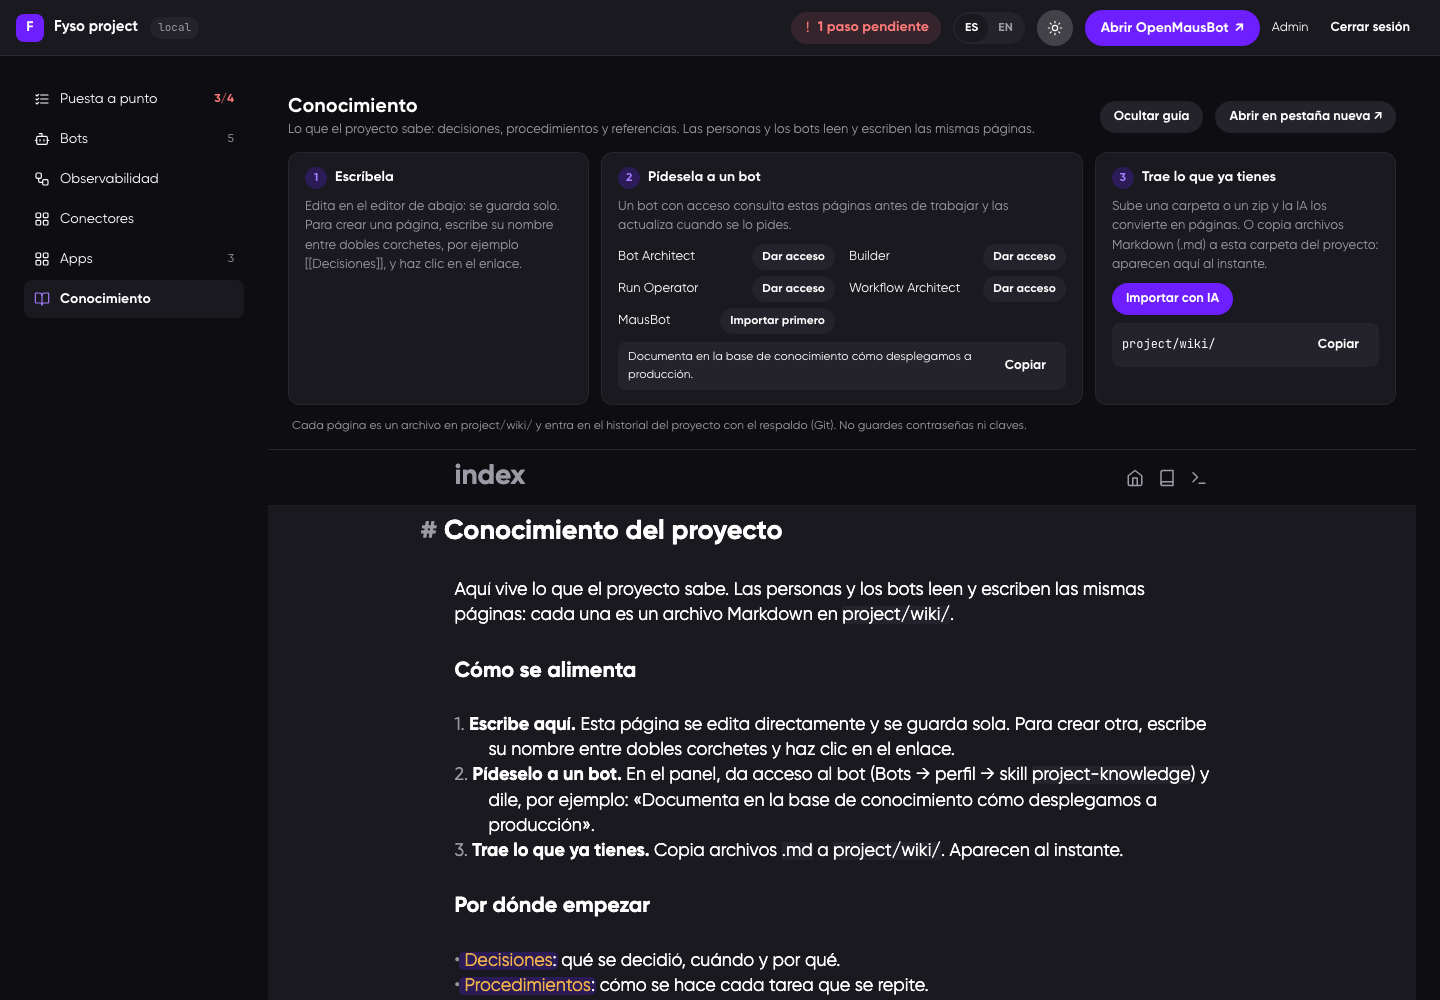 F Fyso project local
! 1 paso pendiente ES EN Abrir OpenMausBot ↗ Admin Cerrar sesión
Puesta a punto 3/4
Bots 5
Observabilidad
Conectores
Apps 3
Conocimiento
Conocimiento
Lo que el proyecto sabe: decisiones, procedimientos y referencias. Las personas y los bots leen y escriben las mismas páginas.
Ocultar guía Abrir en pestaña nueva ↗
1 Escríbela
Edita en el editor de abajo: se guarda solo.
Para crear una página, escribe su nombre
entre dobles corchetes, por ejemplo
[[Decisiones]], y haz clic en el enlace.
2 Pídesela a un bot
Un bot con acceso consulta estas páginas antes de trabajar y las
actualiza cuando se lo pides.
Bot Architect Dar acceso Builder Dar acceso
Run Operator Dar acceso Workflow Architect Dar acceso
MausBot Importar primero
Documenta en la base de conocimiento cómo desplegamos a
producción.
Copiar
3 Trae lo que ya tienes
Sube una carpeta o un zip y la IA los
convierte en páginas. O copia archivos
Markdown (.md) a esta carpeta del proyecto:
aparecen aquí al instante.
Importar con IA
project/wiki/ Copiar
Cada página es un archivo en project/wiki/ y entra en el historial del proyecto con el respaldo (Git). No guardes contraseñas ni claves.
index
# Conocimiento del proyecto
Aquí vive lo que el proyecto sabe. Las personas y los bots leen y escriben las mismas
páginas: cada una es un archivo Markdown en project/wiki/.
Cómo se alimenta
1. Escribe aquí. Esta página se edita directamente y se guarda sola. Para crear otra, escribe
su nombre entre dobles corchetes y haz clic en el enlace.
2. Pídeselo a un bot. En el panel, da acceso al bot (Bots → perfil → skill project-knowledge) y
dile, por ejemplo: «Documenta en la base de conocimiento cómo desplegamos a
producción».
3. Trae lo que ya tienes. Copia archivos .md a project/wiki/. Aparecen al instante.
Por dónde empezar
• Decisiones: qué se decidió, cuándo y por qué.
• Procedimientos: cómo se hace cada tarea que se repite.